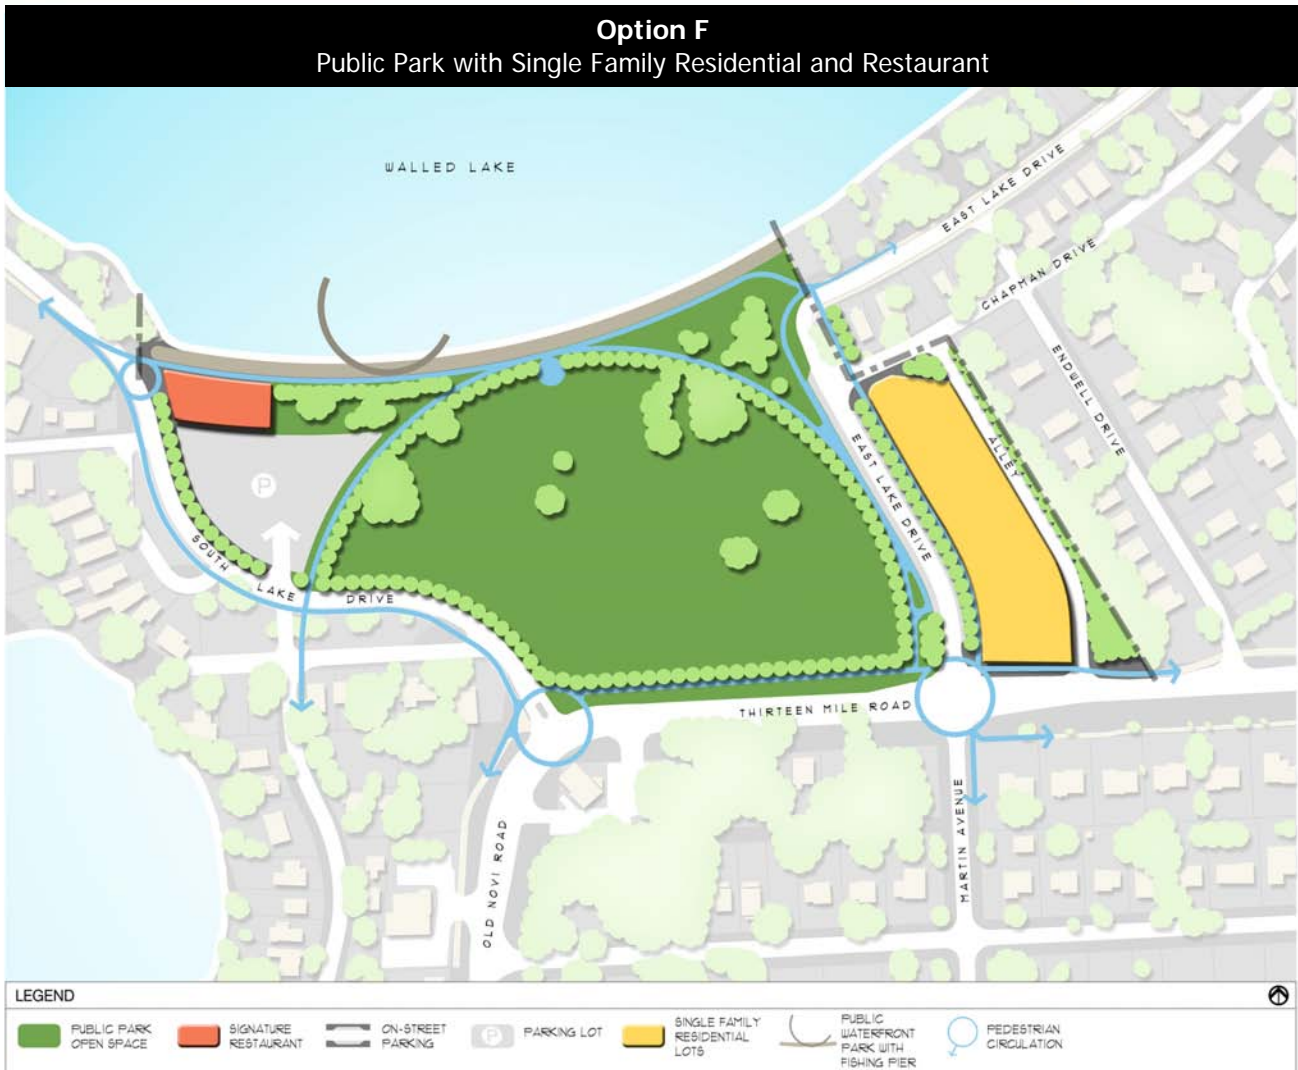 Option F
Public Park with Single Family Residential and Restaurant
WALLED LAKE
EAST LAKE DRIVE
CHAPMAN DRIVE
ENDWELL DRIVE
ALLEY
EAST LAKE DRIVE
P
SOUTH LAKE DRIVE
THIRTEEN MILE ROAD
MARTIN AVENUE
OLD NOVI ROAD
LEGEND
PUBLIC PARK
OPEN SPACE
SIGNATURE
RESTAURANT
ON-STREET
PARKING
P
PARKING LOT
SINGLE FAMILY
RESIDENTIAL
LOTS
PUBLIC
WATERFRONT
PARK WITH
FISHING PIER
PEDESTRIAN
CIRCULATION